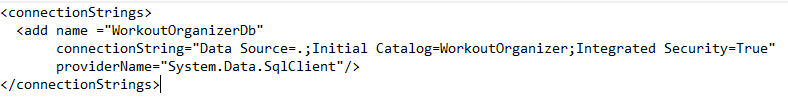 <connectionStrings>
  <add name ="WorkoutOrganizerDb"
       connectionString="Data Source=.;Initial Catalog=WorkoutOrganizer;Integrated Security=True"
       providerName="System.Data.SqlClient"/>
</connectionStrings>